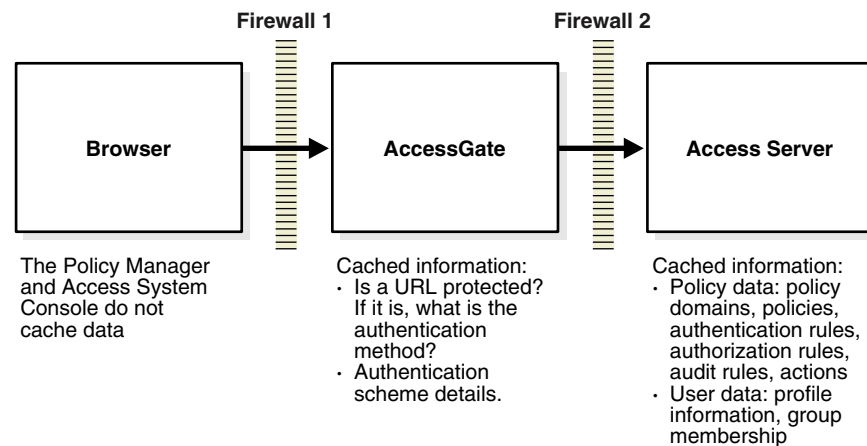 Firewall 1
Firewall 2
Browser
AccessGate
Access Server
The Policy Manager
and Access System
Console do not
cache data
Cached information:
· Is a URL protected?
If it is, what is the
authentication
method?
· Authentication
scheme details.
Cached information:
· Policy data: policy
domains, policies,
authentication rules,
authorization rules,
audit rules, actions
· User data: profile
information, group
membership